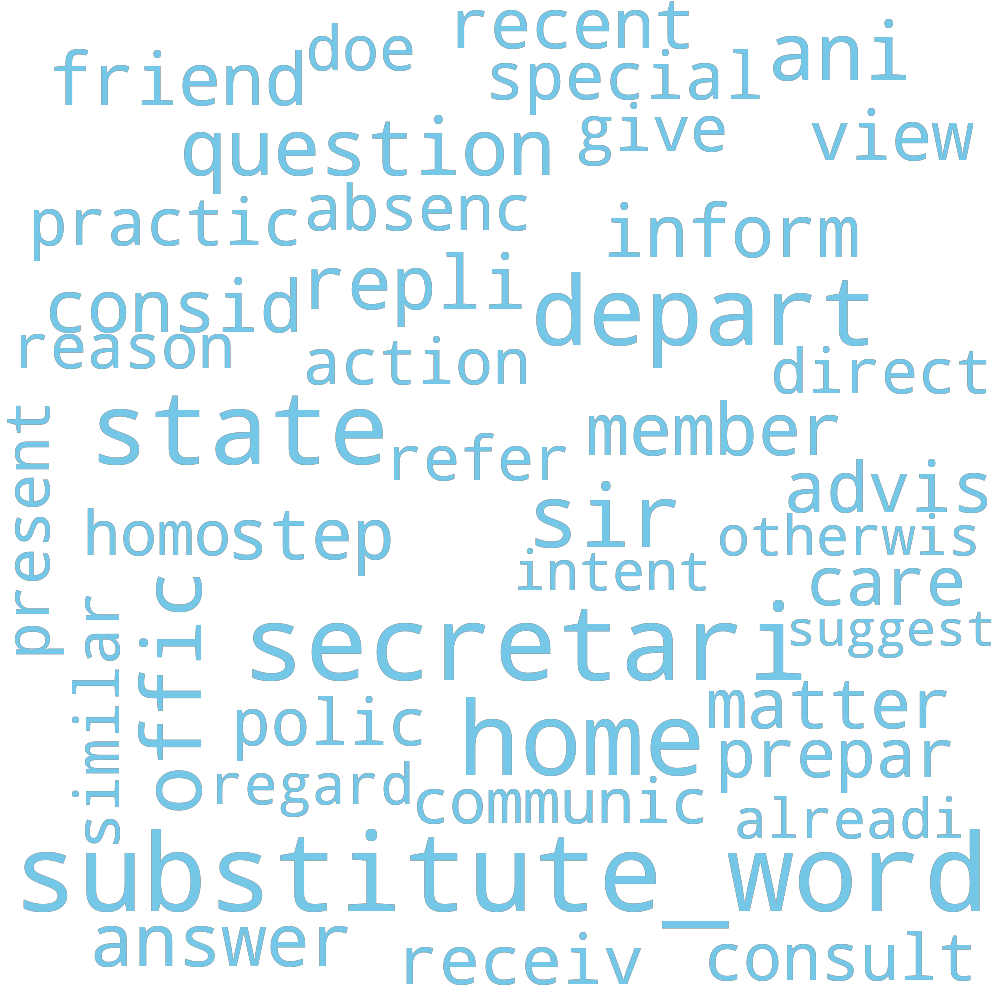 recent
doe
ani
friend
special
give
view
question
absenc
practic
inform
repli
consid
depart
reason
action
direct
state
member
present
refer
advis
sir
homostep
otherwis
intent
care
offic
similar
secretari
suggest
matter
polic
home
prepar
regard
communic
alreadi
substitute_word
answer
receiv
consult